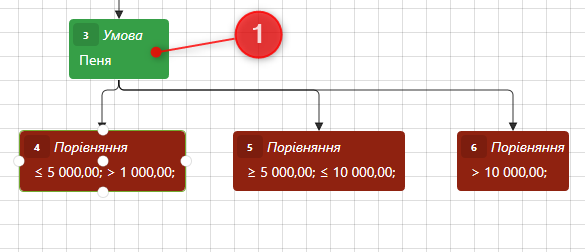 3 Умова
Пеня
1
4 Порівняння
≤ 5 000,00; > 1 000,00;
5 Порівняння
≥ 5 000,00; ≤ 10 000,00;
6 Порівняння
> 10 000,00;